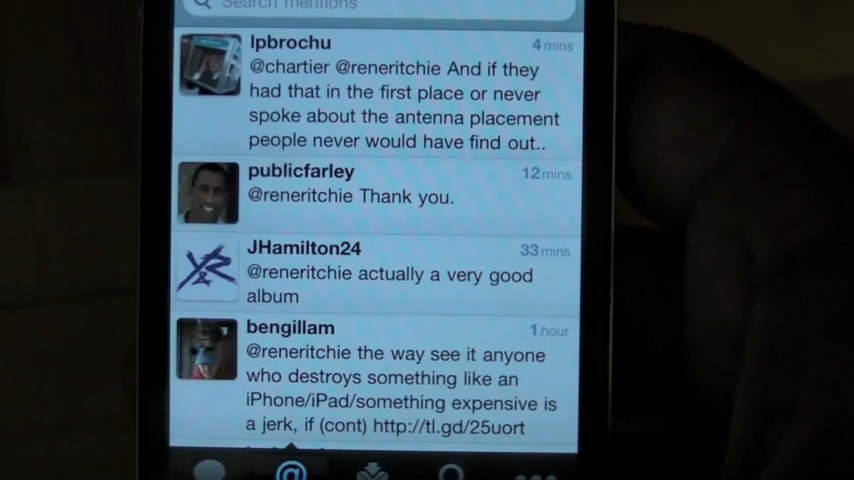 Search mentions
lpbrochu 4 mins
@chartier @reneritchie And if they
had that in the first place or never
spoke about the antenna placement
people never would have find out..
publicfarley 12 mins
@reneritchie Thank you.
Y&R
JHamilton24 33 mins
@reneritchie actually a very good
album
bengillam 1 hour
@reneritchie the way see it anyone
who destroys something like an
iPhone/iPad/something expensive is
a jerk, if (cont) http://tl.gd/25uort
@